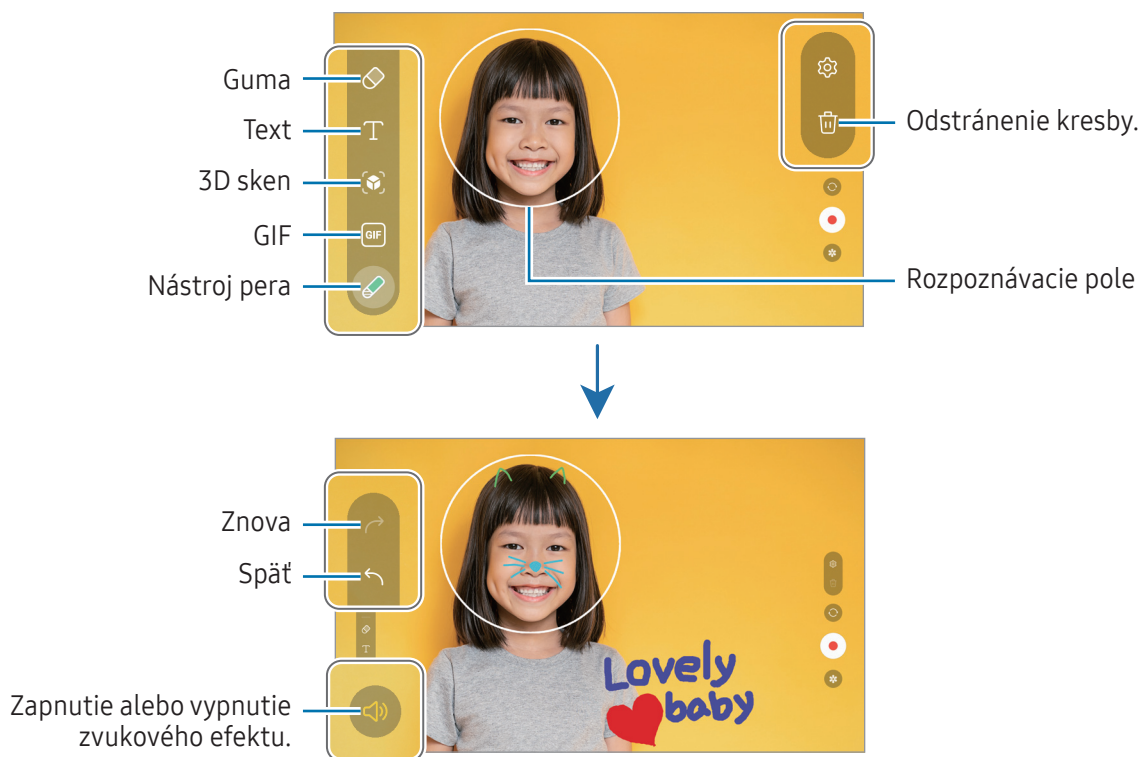 Guma
Text
3D sken
GIF
Nástroj pera
T
GIF
Odstránenie kresby.
Rozpoznávacie pole
Znova
Späť
Zapnutie alebo vypnutie
zvukového efektu.
T
Lovely
baby